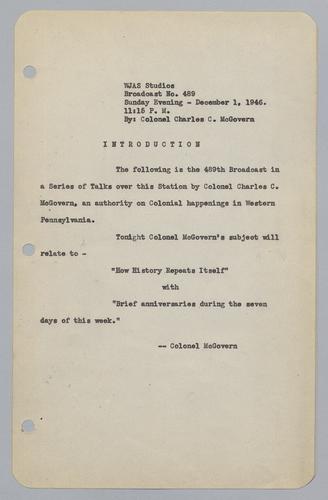 WJAS Studios
Broadcast No. 489
Sunday Evening - December 1, 1946.
11:15 P. M.
By: Colonel Charles C. McGovern
I N T R O D U C T I O N
The following is the 489th Broadcast in
a Series of Talks over this Station by Colonel Charles C.
McGovern, an authority on Colonial happenings in Western
Pennsylvania.
Tonight Colonel McGovern's subject will
relate to -
"How History Repeats Itself"
with
"Brief anniversaries during the seven
days of this week."
-- Colonel McGovern